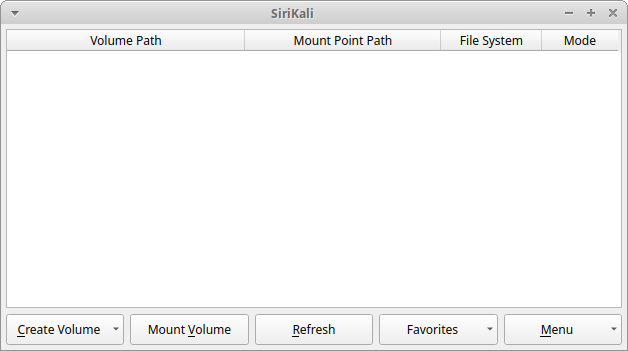 SiriKali
Volume Path Mount Point Path File System Mode
Create Volume Mount Volume Refresh Favorites Menu